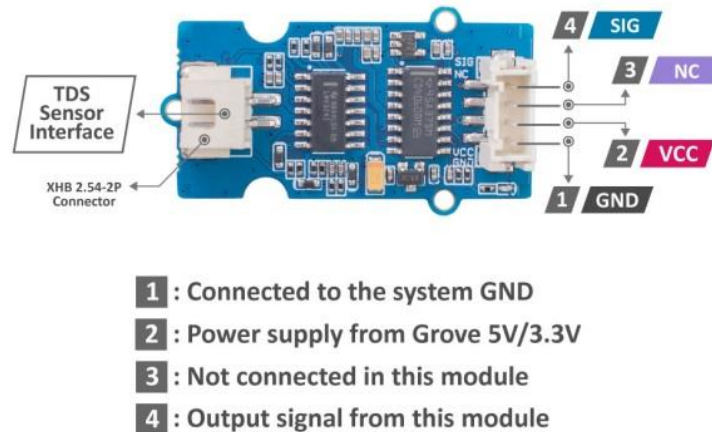 4 SIG
3 NC
2 VCC
1 GND
TDS
Sensor
Interface
XHB 2.54-2P
Connector
SIG
NC
VCC
GND
1 : Connected to the system GND
2 : Power supply from Grove 5V/3.3V
3 : Not connected in this module
4 : Output signal from this module